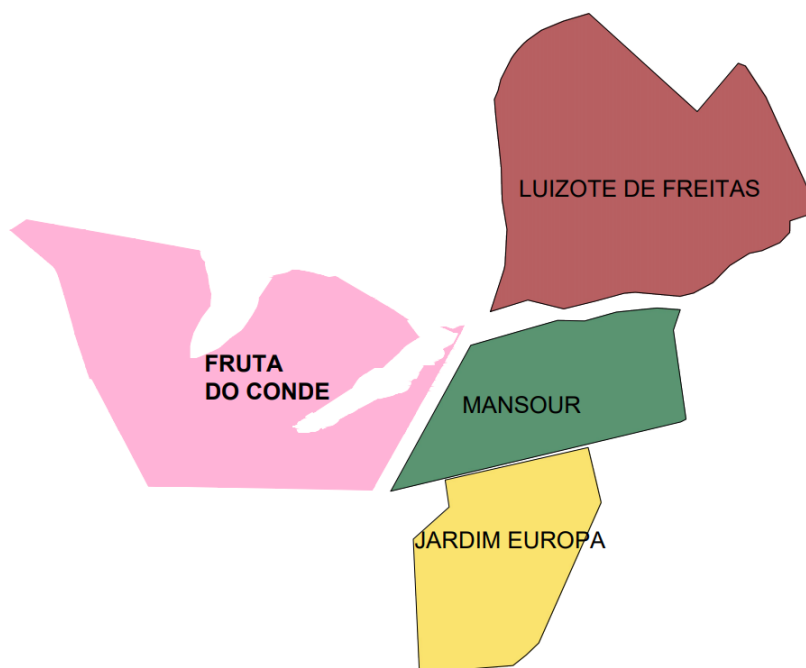 LUIZOTE DE FREITAS
FRUTA
DO CONDE
MANSOUR
JARDIM EUROPA